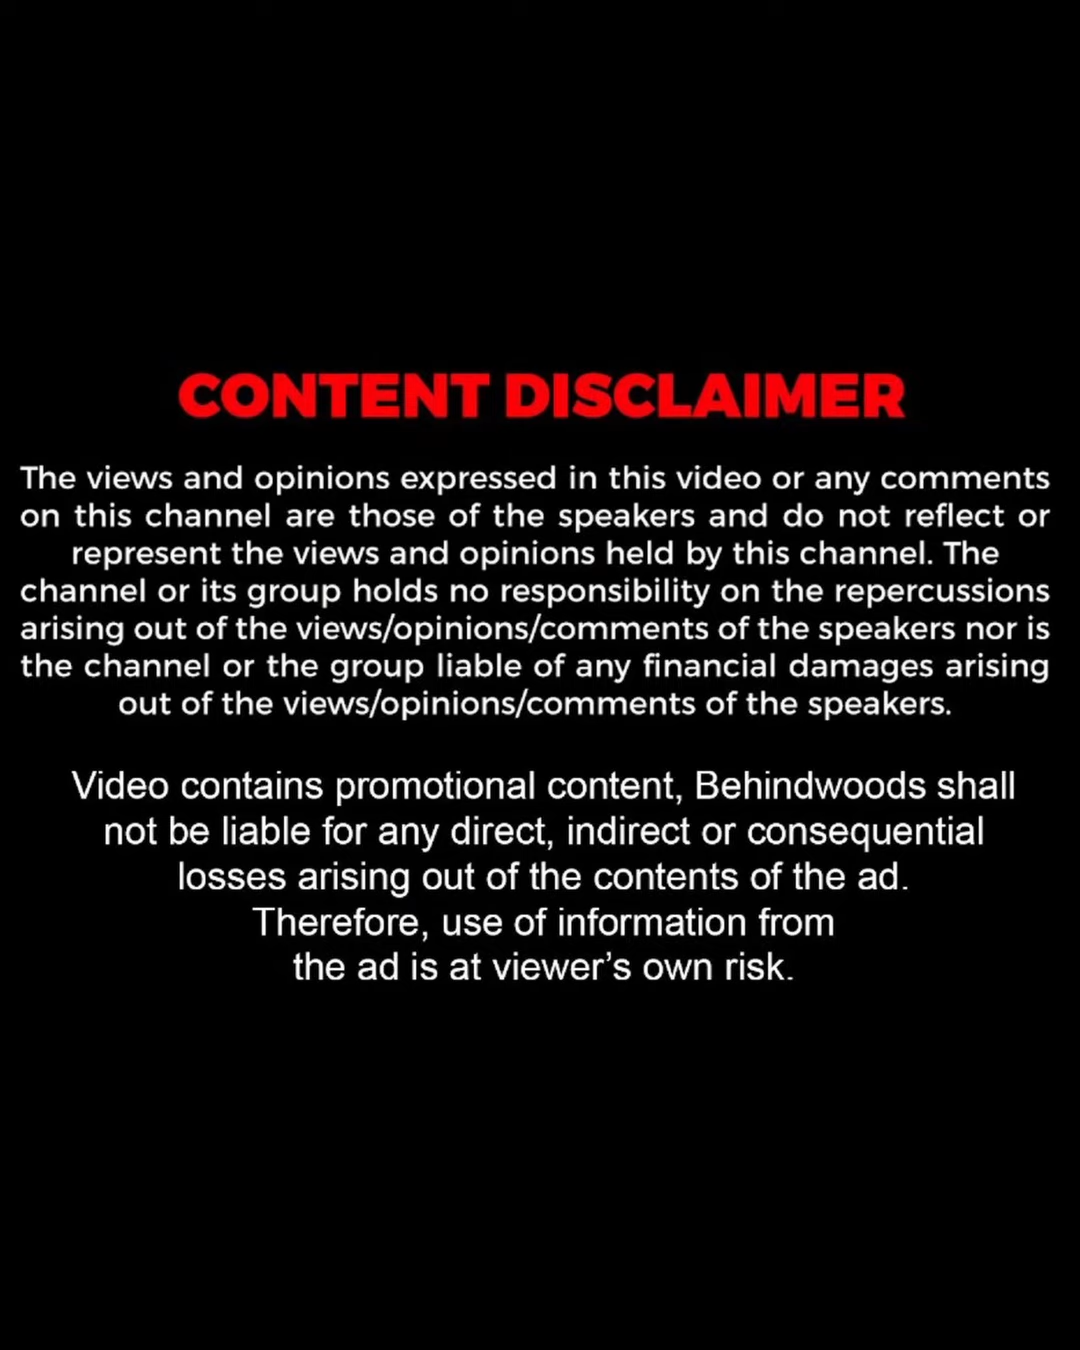 CONTENT DISCLAIMER
The views and opinions expressed in this video or any comments
on this channel are those of the speakers and do not reflect or
represent the views and opinions held by this channel. The
channel or its group holds no responsibility on the repercussions
arising out of the views/opinions/comments of the speakers nor is
the channel or the group liable of any financial damages arising
out of the views/opinions/comments of the speakers.
Video contains promotional content, Behindwoods shall
not be liable for any direct, indirect or consequential
losses arising out of the contents of the ad.
Therefore, use of information from
the ad is at viewer’s own risk.